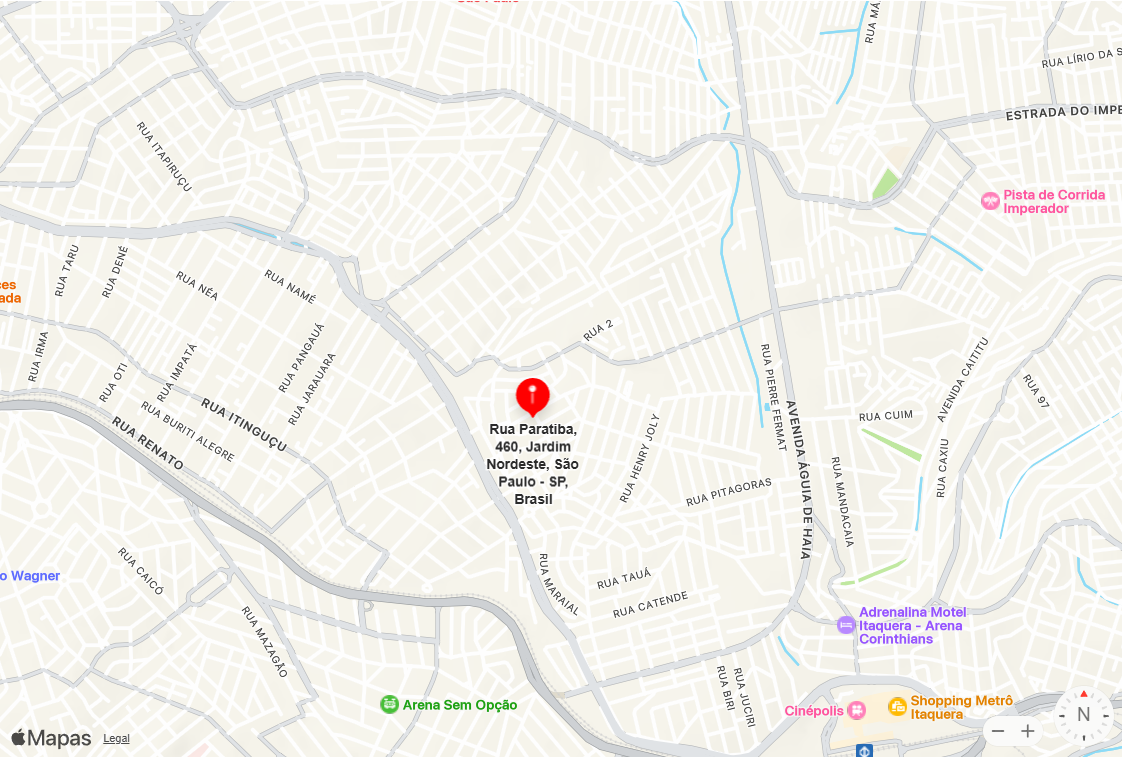 RUA MÁ
RUA LÍRIO DA S
ESTRADA DO IMPE
RUA ITAPIRUÇU
Pista de Corrida
Imperador
RUA TARU
RUA DENÉ
RUA NÉA
RUA NAMÉ
ces
ada
RUA 2
RUA IRMA
RUA OTI
RUA IMPATÁ
RUA PANGAUÁ
RUA JARAUARA
RUA PIERRE FERMAT
AVENIDA CAITITU
RUA 97
RUA ITINGUÇU
RUA BURITI ALEGRE
RUA RENATO
Rua Paratiba,
460, Jardim
Nordeste, São
Paulo - SP,
Brasil
RUA HENRY JOLY
RUA PITAGORAS
AVENIDA ÁGUIA DE HAIA
RUA CUIM
RUA CAXIU
RUA MANDACAIA
o Wagner
RUA CAICÓ
RUA MARAIAL
RUA TAUÁ
RUA CATENDE
RUA MAZAGÃO
Adrenalina Motel
Itaquera - Arena
Corinthians
RUA BIRI
RUA JUCIRI
Arena Sem Opção
Cinépolis
Shopping Metrô
Itaquera
N
Mapas
Legal